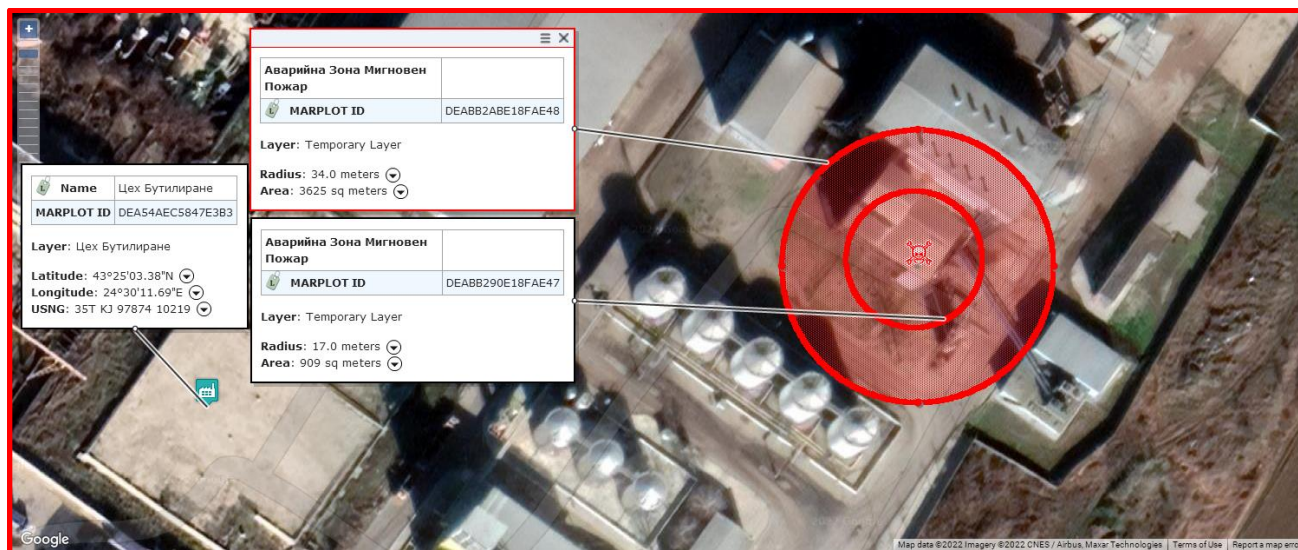 Аварийна Зона Мигновен
Пожар
MARPLOT ID DEABB2ABE18FAE48
Layer: Temporary Layer
Radius: 34.0 meters
Area: 3625 sq meters
Name Цех Бутилиране
MARPLOT ID DEA54AEC5847E3B3
Layer: Цех Бутилиране
Latitude: 43°25'03.38"N
Longitude: 24°30'11.69"E
USNG: 35T KJ 97874 10219
Аварийна Зона Мигновен
Пожар
MARPLOT ID DEABB290E18FAE47
Layer: Temporary Layer
Radius: 17.0 meters
Area: 909 sq meters
Google
Map data ©2022 Imagery ©2022 CNES / Airbus, Maxar Technologies Terms of Use Report a map erro